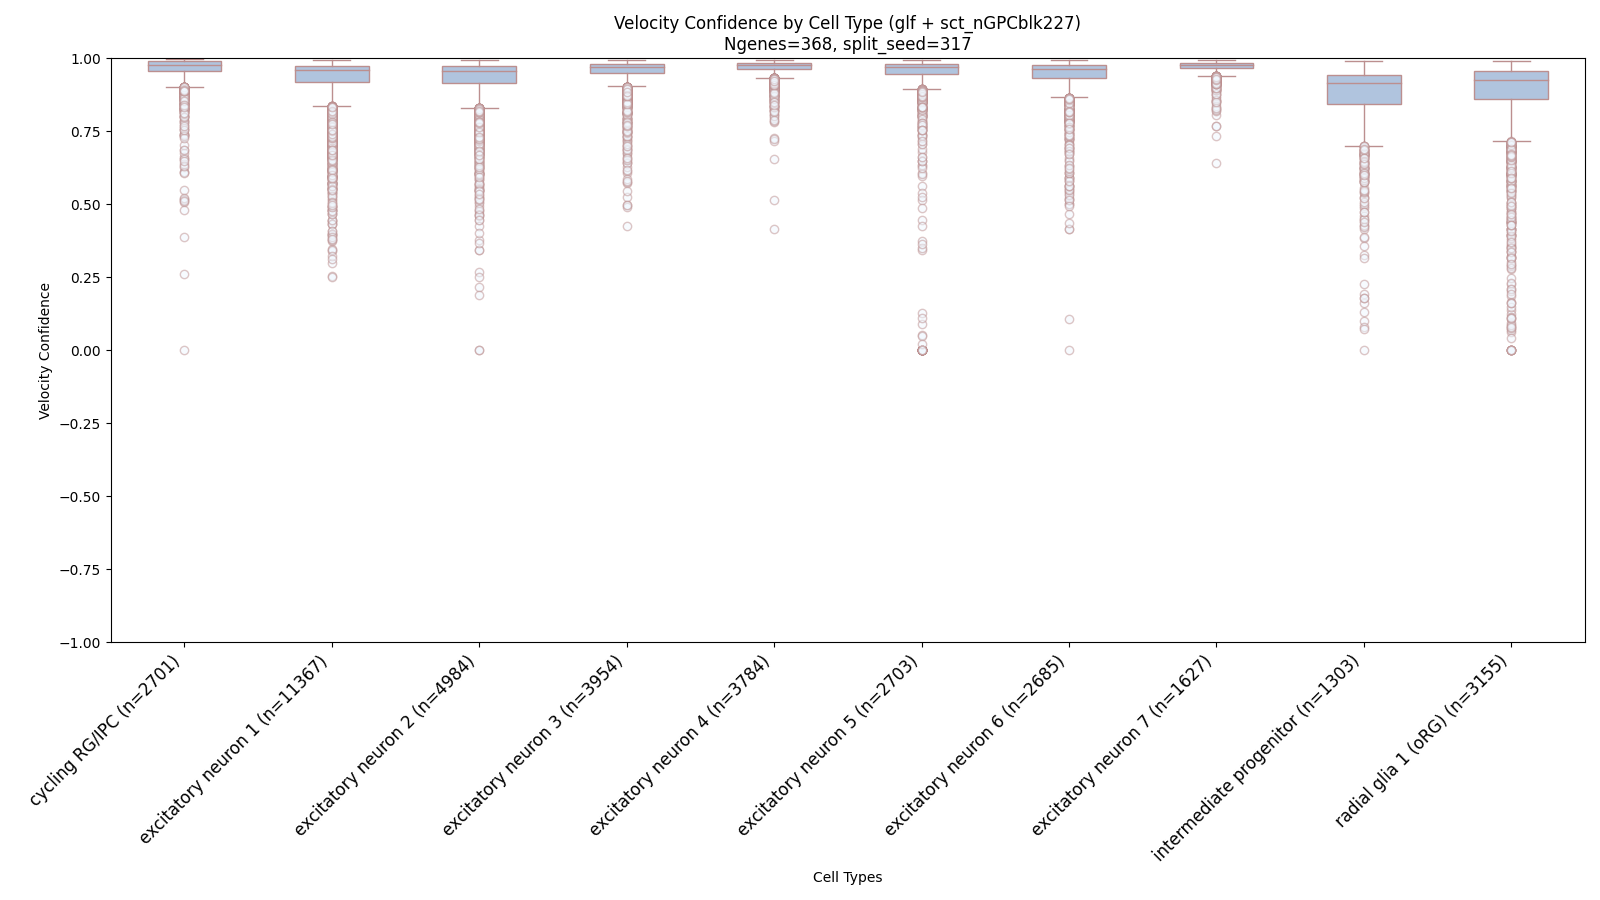 Velocity Confidence by Cell Type (glf + sct_nGPCblk227)
Ngenes=368, split_seed=317
Velocity Confidence
1.00
0.75
0.50
0.25
0.00
−0.25
−0.50
−0.75
−1.00
cycling RG/IPC (n=2701)
excitatory neuron 1 (n=11367)
excitatory neuron 2 (n=4984)
excitatory neuron 3 (n=3954)
excitatory neuron 4 (n=3784)
excitatory neuron 5 (n=2703)
excitatory neuron 6 (n=2685)
excitatory neuron 7 (n=1627)
intermediate progenitor (n=1303)
radial glia 1 (oRG) (n=3155)
Cell Types